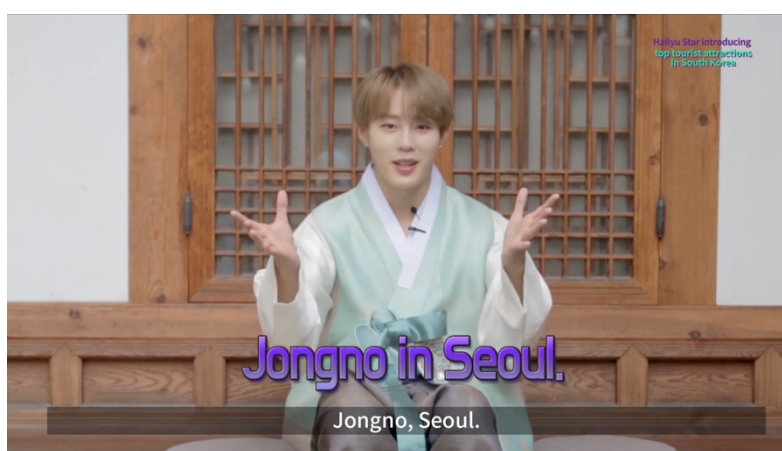 Hallyu Star introducing
top tourist attractions
In South Korea
Jongno in Seoul.
Jongno, Seoul.